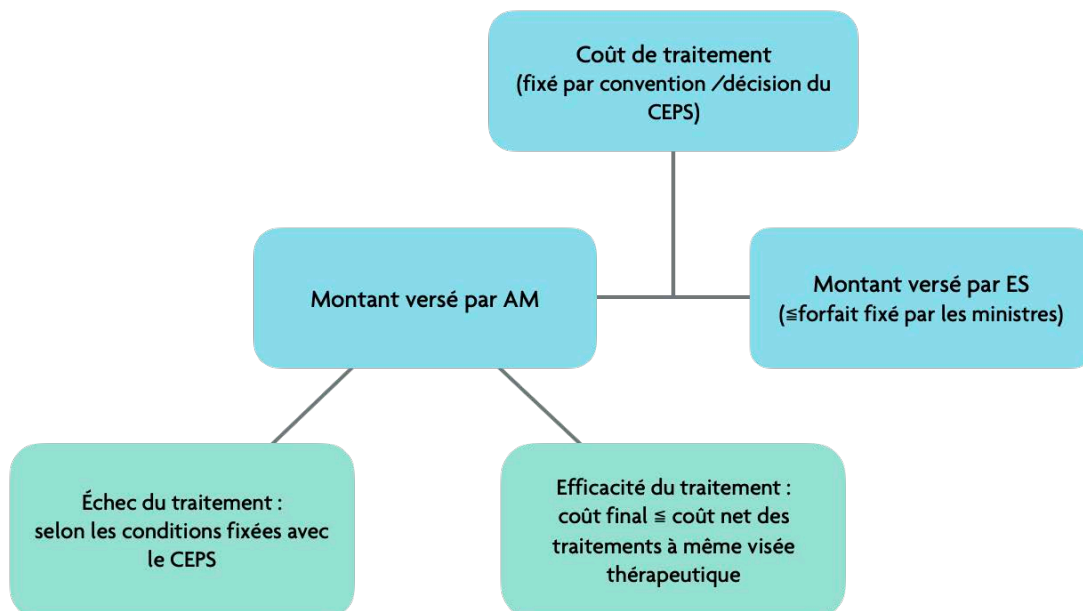 Coût de traitement
(fixé par convention /décision du
CEPS)
Montant versé par AM
Montant versé par ES
(≦forfait fixé par les ministres)
Échec du traitement :
selon les conditions fixées avec
le CEPS
Efficacité du traitement :
coût final ≦ coût net des
traitements à même visée
thérapeutique